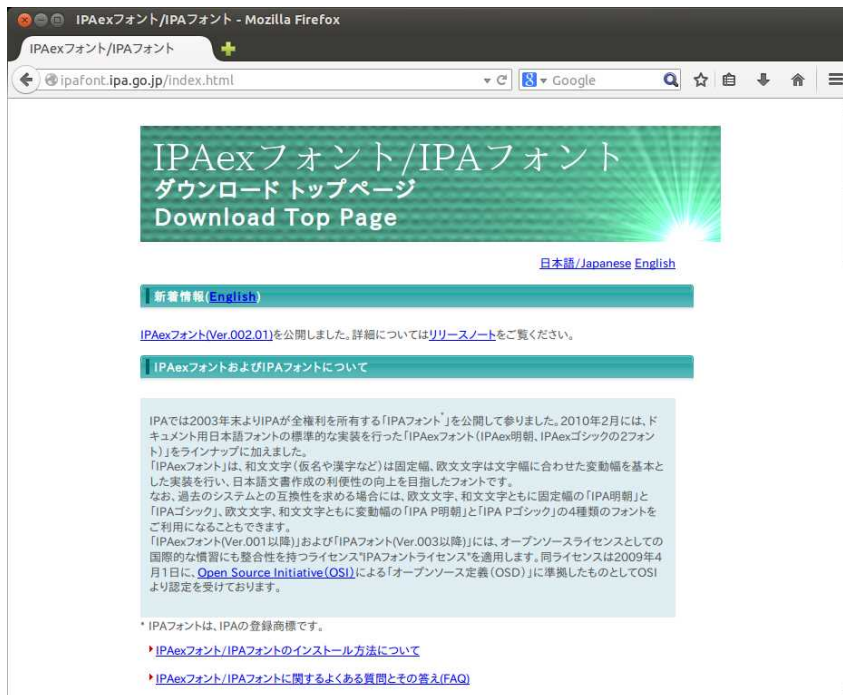 IPAexフォント/IPAフォント - Mozilla Firefox
IPAexフォント/IPAフォント
ipafont.ipa.go.jp/index.html
Google
IPAexフォント/IPAフォント
ダウンロード トップページ
Download Top Page
日本語/Japanese English
新着情報(English)
IPAexフォント(Ver.002.01)を公開しました。詳細についてはリリースノートをご覧ください。
IPAexフォントおよびIPAフォントについて
IPAでは2003年末よりIPAが全権利を所有する「IPAフォント*」を公開して参りました。2010年2月には、ド
キュメント用日本語フォントの標準的な実装を行った「IPAexフォント(IPAex明朝、IPAexゴシックの2フォン
ト)」をラインナップに加えました。
「IPAexフォント」は、和文文字(仮名や漢字など)は固定幅、欧文文字は文字幅に合わせた変動幅を基本と
した実装を行い、日本語文書作成の利便性の向上を目指したフォントです。
なお、過去のシステムとの互換性を求める場合には、欧文文字、和文文字ともに固定幅の「IPA明朝」と
「IPAゴシック」、欧文文字、和文文字ともに変動幅の「IPA P明朝」と「IPA Pゴシック」の4種類のフォントを
ご利用になることもできます。
「IPAexフォント(Ver.001以降)」および「IPAフォント(Ver.003以降)」には、オープンソースライセンスとしての
国際的な慣習にも整合性を持つライセンス"IPAフォントライセンス"を適用します。同ライセンスは2009年4
月1日に、Open Source Initiative(OSI)による「オープンソース定義(OSD)」に準拠したものとしてOSI
より認定を受けております。
* IPAフォントは、IPAの登録商標です。
IPAexフォント/IPAフォントのインストール方法について
IPAexフォント/IPAフォントに関するよくある質問とその答え(FAQ)